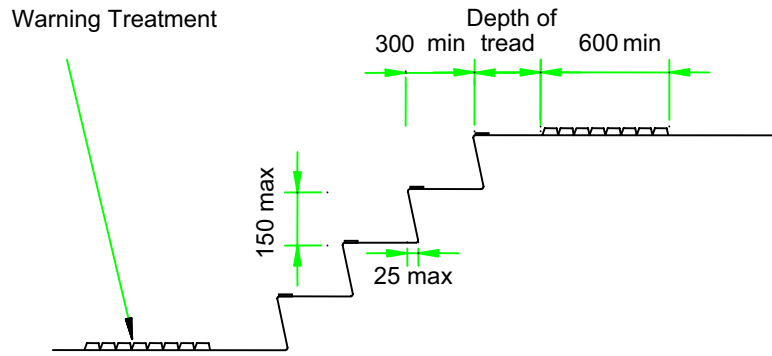 Warning Treatment
Depth of
300 min tread 600 min
150 max
25 max